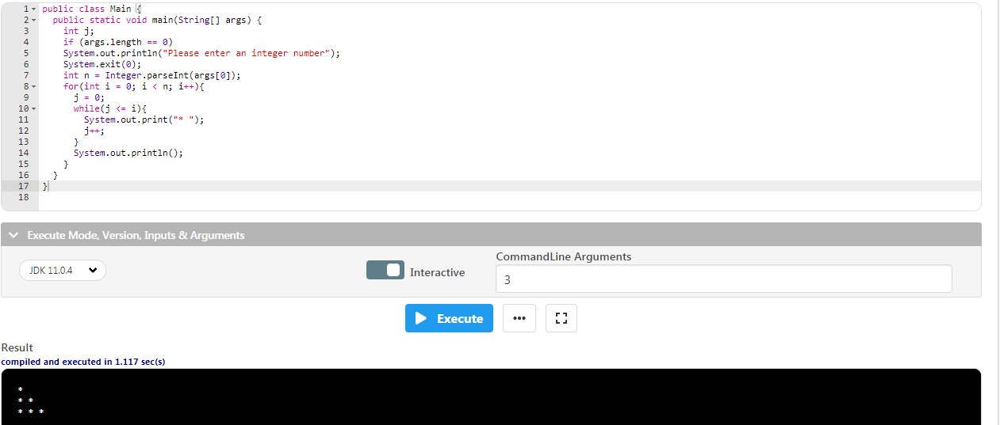 1 public class Main {
2 public static void main(String[] args) {
3 int j;
4 if (args.length == 0)
5 System.out.println("Please enter an integer number");
6 System.exit(0);
7 int n = Integer.parseInt(args[0]);
8 for(int i = 0; i < n; i++){
9 j = 0;
10 while(j <= i){
11 System.out.print("* ");
12 j++;
13 }
14 System.out.println();
15 }
16 }
17 }
18
Execute Mode, Version, Inputs & Arguments
CommandLine Arguments
JDK 11.0.4
Interactive
3
Execute
Result
compiled and executed in 1.117 sec(s)
*
* *
* * *